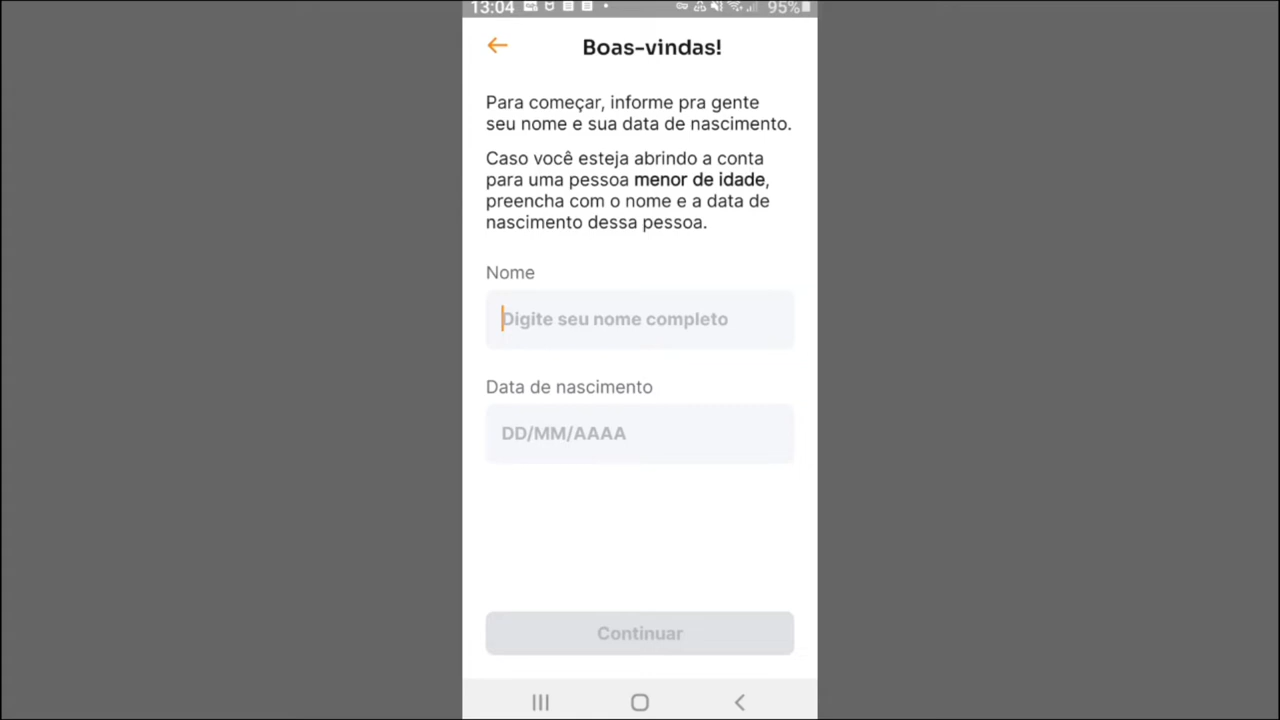 13:04
95%
Boas-vindas!
Para começar, informe pra gente
seu nome e sua data de nascimento.
Caso você esteja abrindo a conta
para uma pessoa menor de idade,
preencha com o nome e a data de
nascimento dessa pessoa.
Nome
Digite seu nome completo
Data de nascimento
DD/MM/AAAA
Continuar